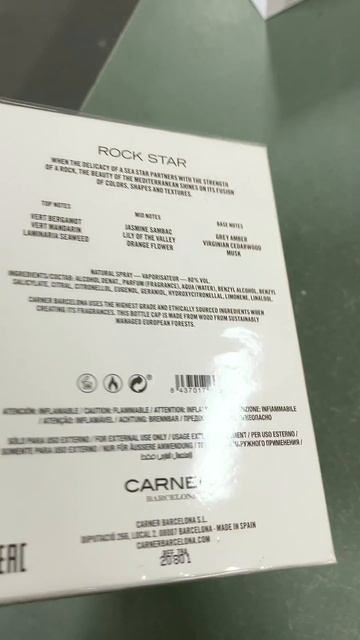 ROCK STAR
WHEN THE DELICACY OF A SEA STAR PARTNERS WITH THE STRENGTH
OF A ROCK, THE BEAUTY OF THE MEDITERRANEAN SHINES ON ITS FUSION
OF COLORS, SHAPES AND TEXTURES.
TOP NOTES
VERT BERGAMOT
VERT MANDARIN
LAMINARIA SEAWEED
MID NOTES
JASMINE SAMBAC
LILY OF THE VALLEY
ORANGE FLOWER
BASE NOTES
GREY AMBER
VIRGINIAN CEDARWOOD
MUSK
NATURAL SPRAY — VAPORISATEUR — 80% VOL.
INGREDIENTS/СОСТАВ: ALCOHOL DENAT., PARFUM (FRAGRANCE), AQUA (WATER), BENZYL ALCOHOL, BENZYL
SALICYLATE, CITRAL, CITRONELLOL, EUGENOL, GERANIOL, HYDROXYCITRONELLAL, LIMONENE, LINALOOL.
CARNER BARCELONA USES THE HIGHEST GRADE AND ETHICALLY SOURCED INGREDIENTS WHEN
CREATING ITS FRAGRANCES. THIS BOTTLE CAP IS MADE FROM WOOD FROM SUSTAINABLY
MANAGED EUROPEAN FORESTS.
ATENCIÓN: INFLAMABLE / CAUTION: FLAMMABLE / ATTENTION: INFLA ZIONE: INFIAMMABILE
/ ATENÇÃO: INFLAMÁVEL / ACHTUNG: BRENNBAR /
SÓLO PARA USO EXTERNO / FOR EXTERNAL USE ONLY / USAGE EXT MENT / PER USO ESTERNO /
SOMENTE PARA USO EXTERNO / NUR FÜR ÄUSSERE ANWENDUNG / НАРУЖНОГО ПРИМЕНЕНИЯ /
CARNER
BARCELONA
CARNER BARCELONA S.L.
DIPUTACIÓ 256, LOCAL 2. 08007 BARCELONA - MADE IN SPAIN
CARNERBARCELONA.COM
20801
EAC